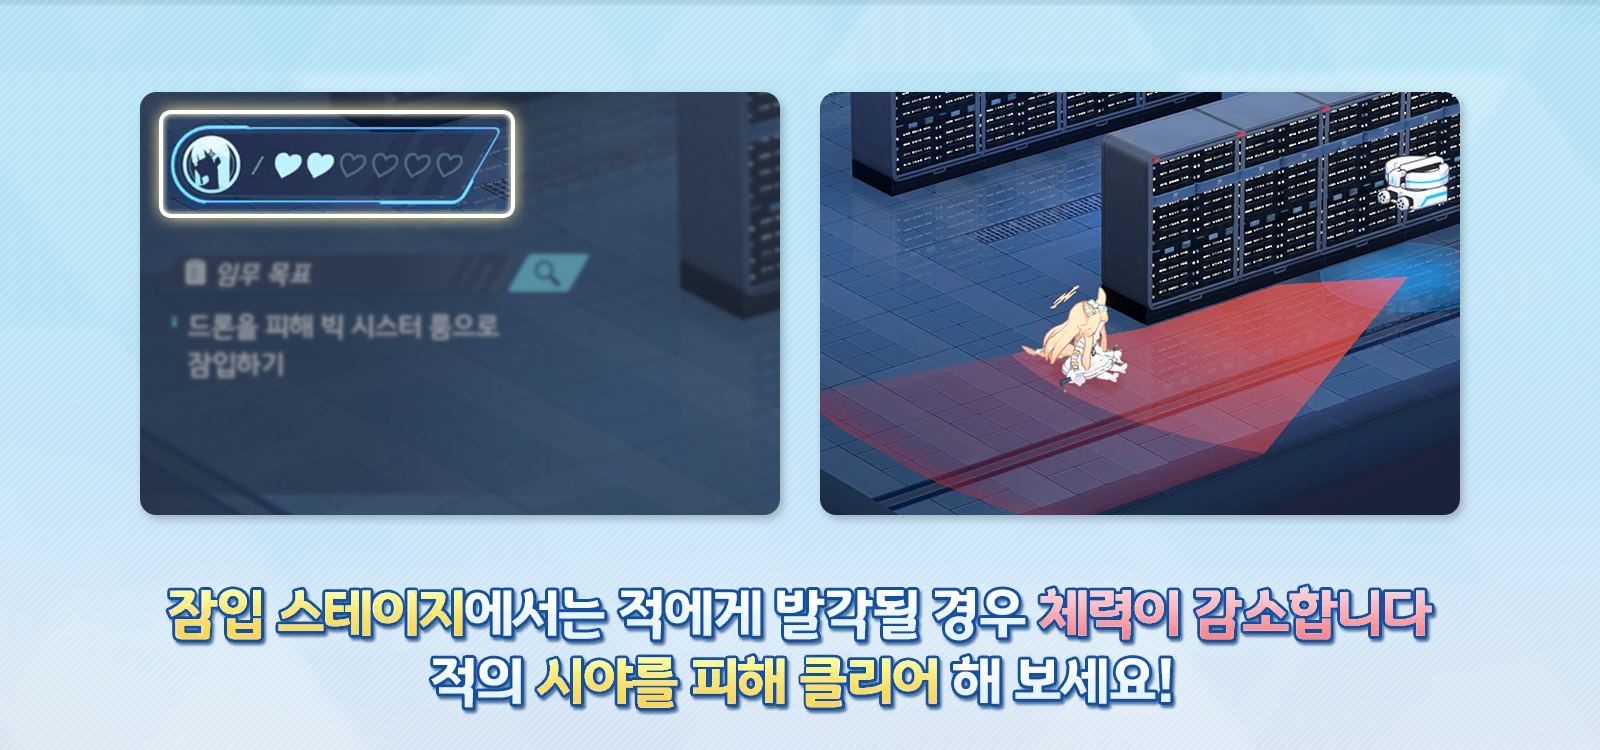 임무 목표
드론을 피해 빅 시스터 룸으로
잠입하기
잠입 스테이지에서는 적에게 발각될 경우 체력이 감소합니다
적의 시야를 피해 클리어 해 보세요!